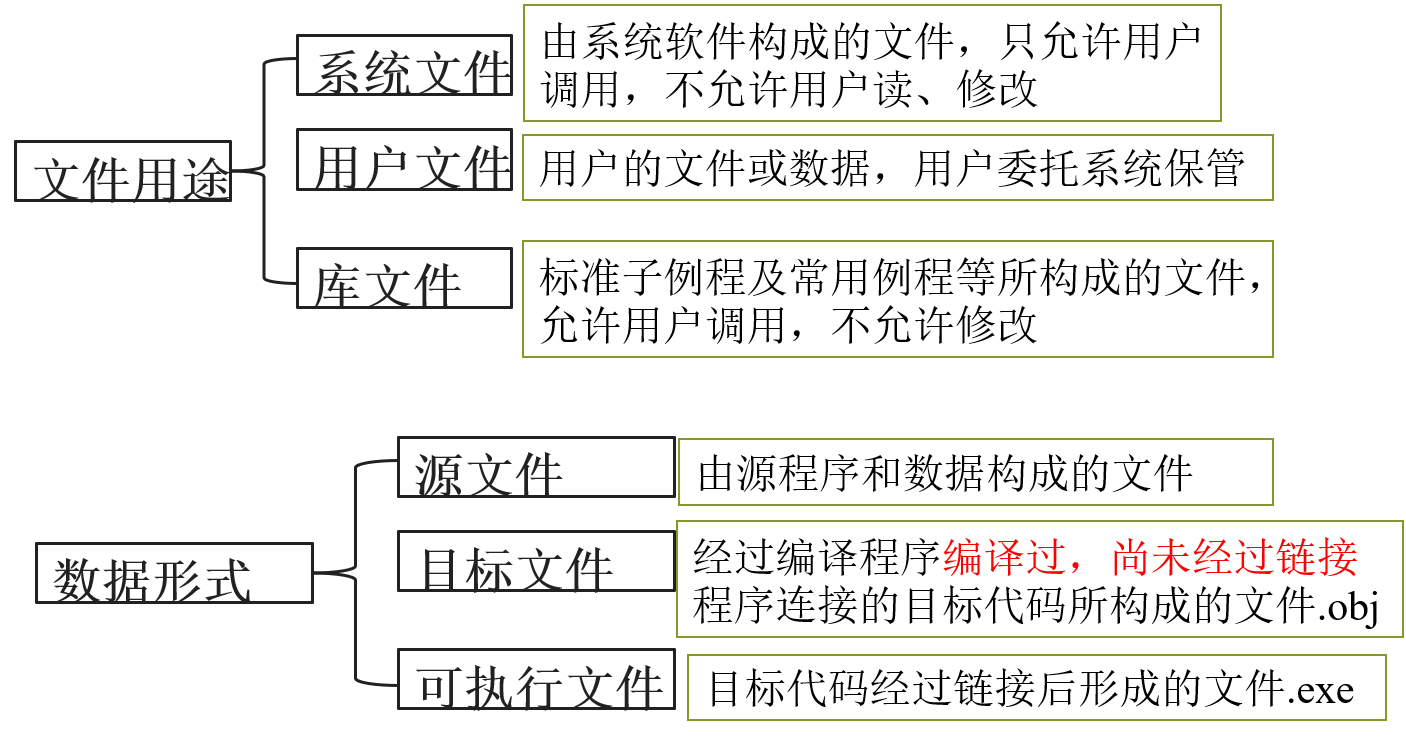 文件用途
系统文件
由系统软件构成的文件，只允许用户
调用，不允许用户读、修改
用户文件
用户的文件或数据，用户委托系统保管
库文件
标准子例程及常用例程等所构成的文件，
允许用户调用，不允许修改
数据形式
源文件
由源程序和数据构成的文件
目标文件
经过编译程序编译过，尚未经过链接
程序连接的目标代码所构成的文件.obj
可执行文件
目标代码经过链接后形成的文件.exe